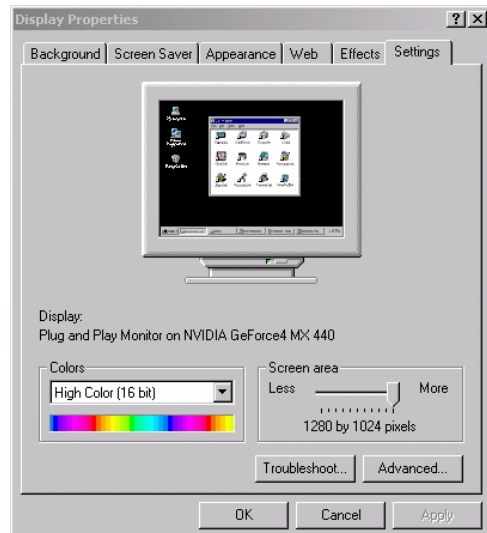 Display Properties
Background Screen Saver Appearance Web Effects Settings
Display:
Plug and Play Monitor on NVIDIA GeForce4 MX 440
Colors
High Color (16 bit)
Screen area
Less More
1280 by 1024 pixels
Troubleshoot... Advanced...
OK Cancel Apply